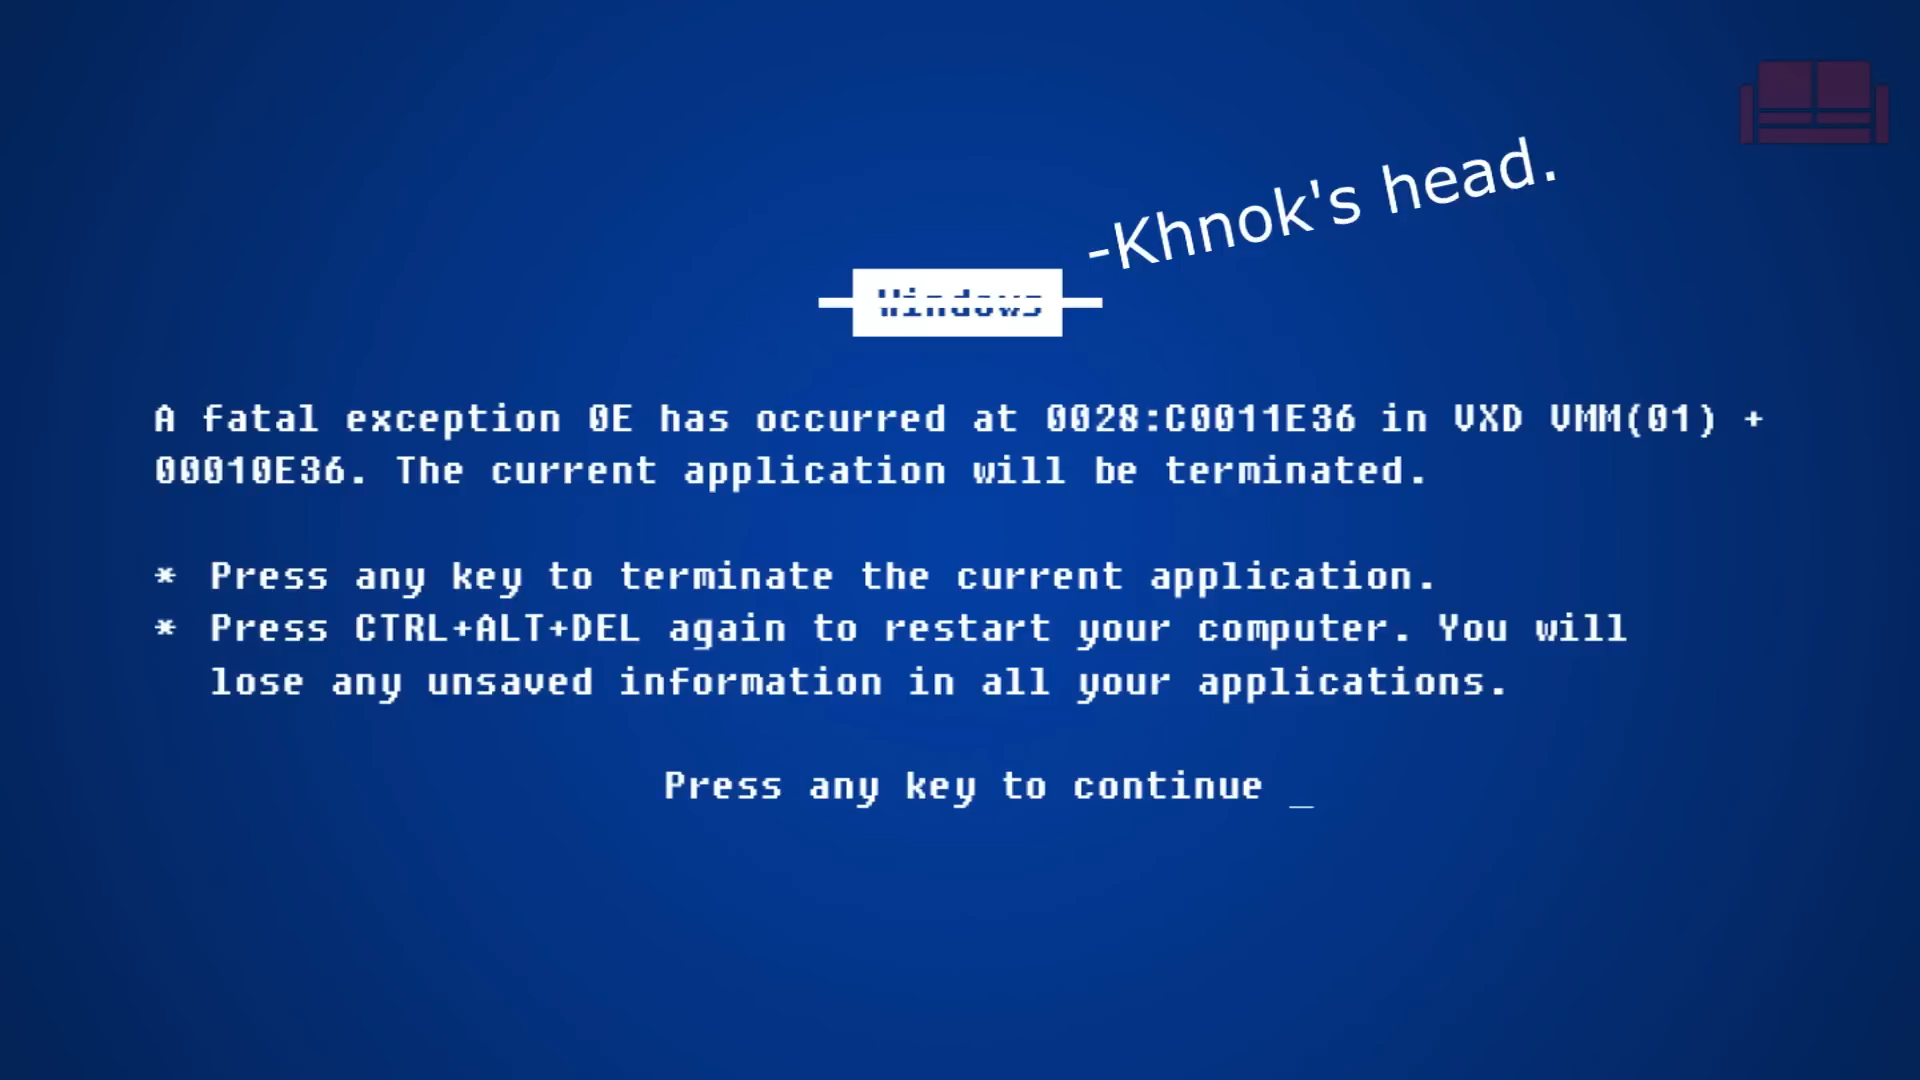 -Khnok's head.
Windows
A fatal exception 0E has occurred at 0028:C0011E36 in VXD VMM(01) +
00010E36. The current application will be terminated.
* Press any key to terminate the current application.
* Press CTRL+ALT+DEL again to restart your computer. You will
lose any unsaved information in all your applications.
Press any key to continue _